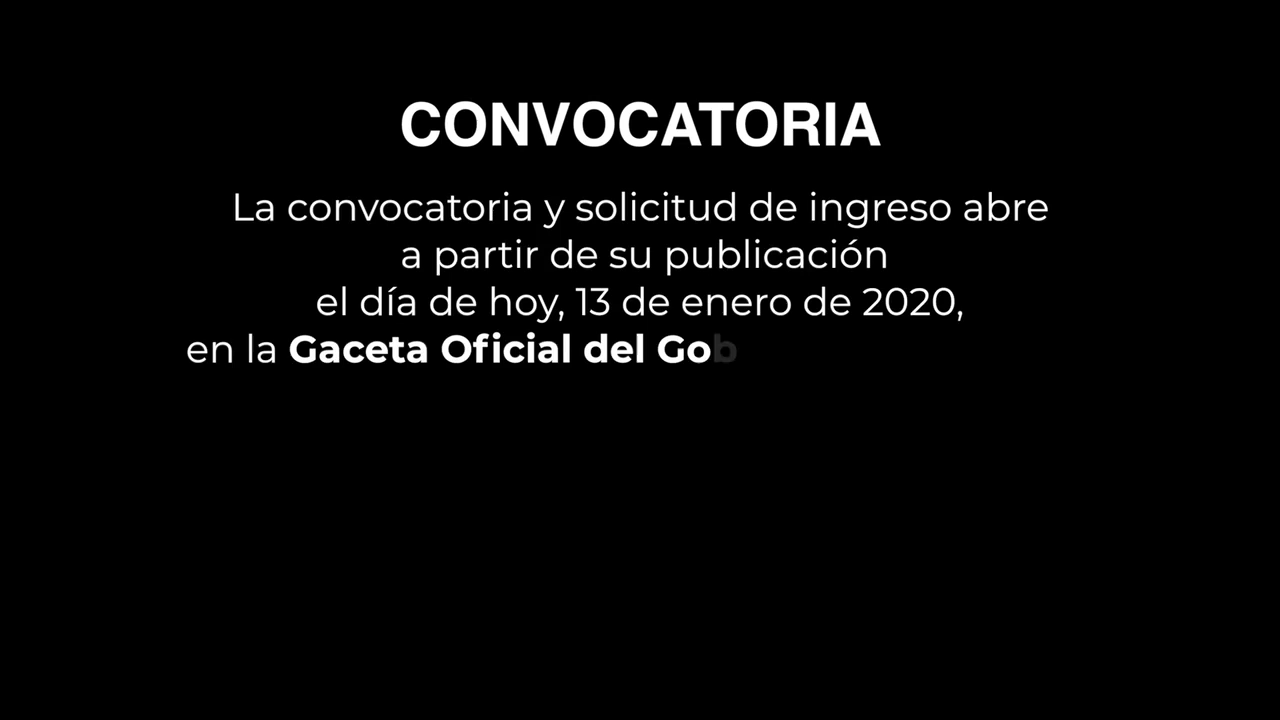 CONVOCATORIA
La convocatoria y solicitud de ingreso abre
a partir de su publicación
el día de hoy, 13 de enero de 2020,
en la Gaceta Oficial del Gob